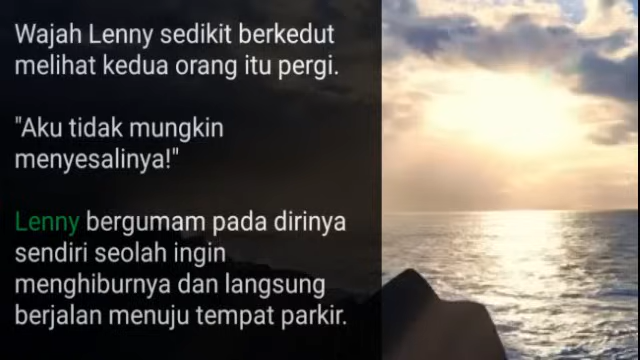 Wajah Lenny sedikit berkedut
melihat kedua orang itu pergi.
"Aku tidak mungkin
menyesalinya!"
Lenny bergumam pada dirinya
sendiri seolah ingin
menghiburnya dan langsung
berjalan menuju tempat parkir.